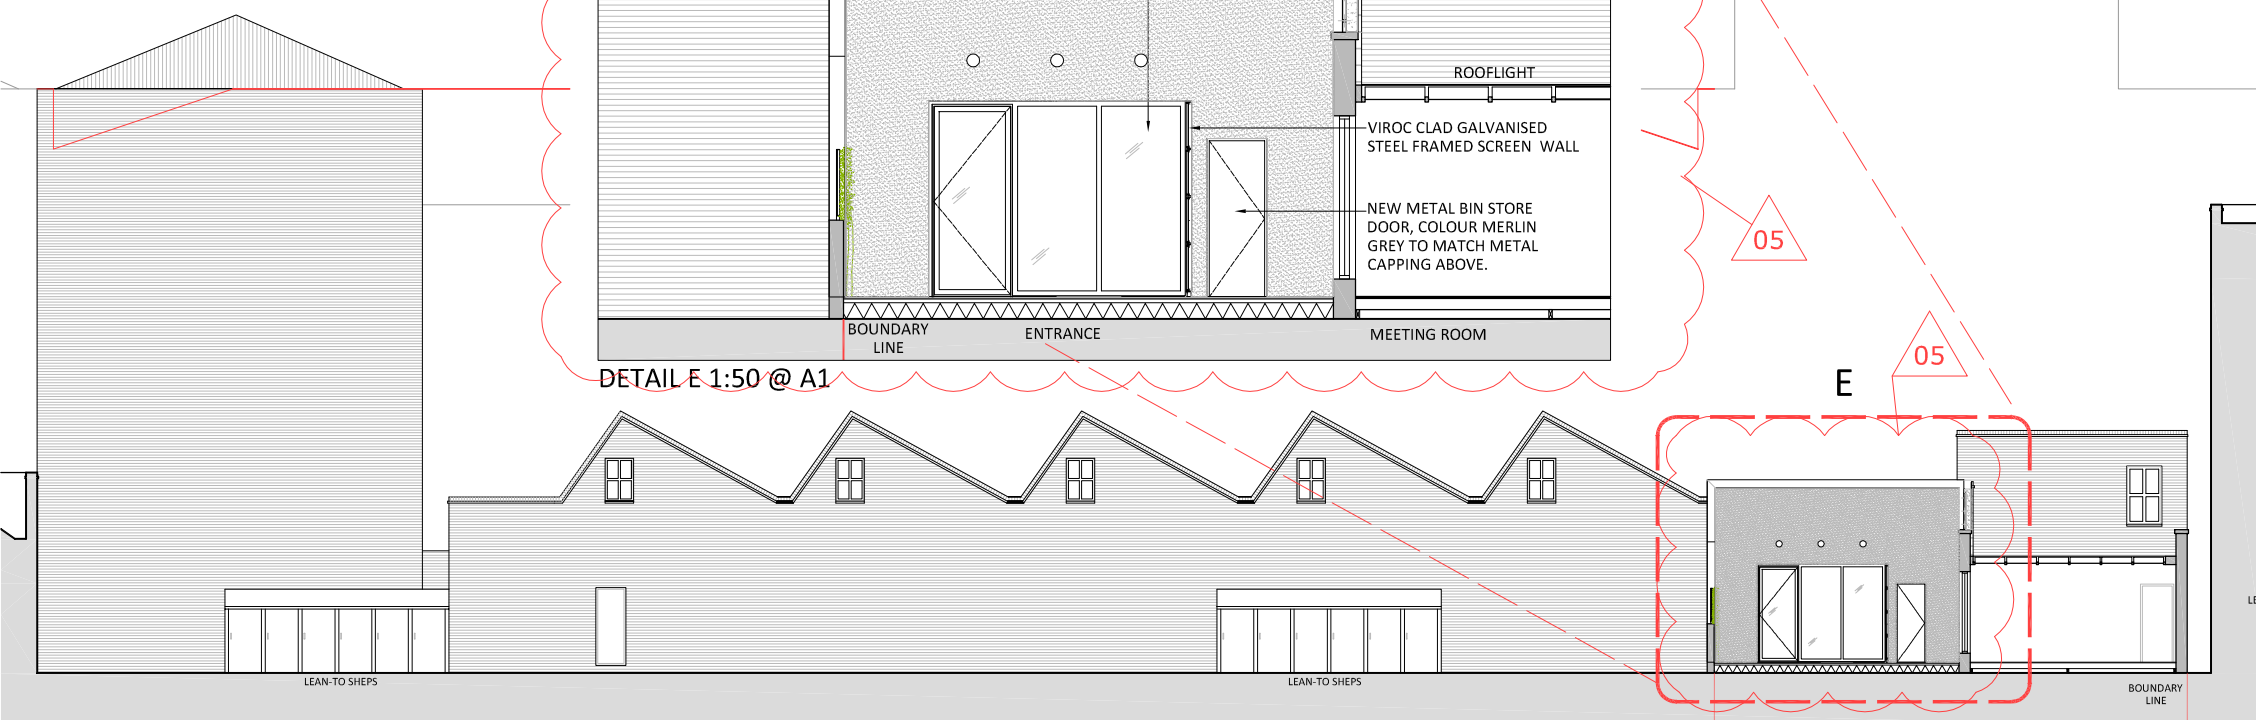 ROOFLIGHT
VIROC CLAD GALVANISED
STEEL FRAMED SCREEN WALL
NEW METAL BIN STORE
DOOR, COLOUR MERLIN
GREY TO MATCH METAL
CAPPING ABOVE.
05
BOUNDARY
LINE
ENTRANCE
MEETING ROOM
DETAIL E 1:50 @ A1
05
E
LEAN-TO SHEPS
LEAN-TO SHEPS
BOUNDARY
LINE